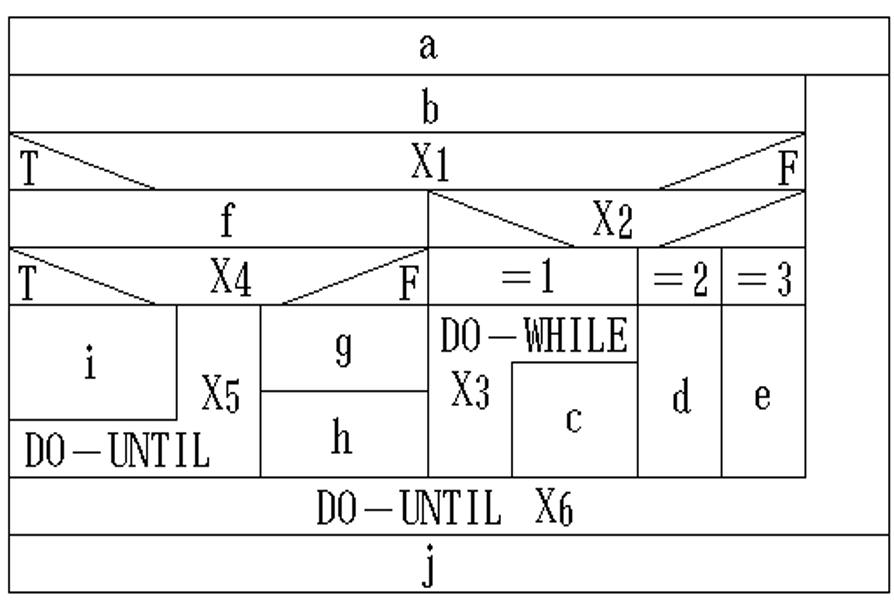 a
b
T X1 F
f X2
T X4 F =1 =2 =3
i X5 g DO-WHILE X3 c d e
DO-UNTIL h
DO-UNTIL X6
j